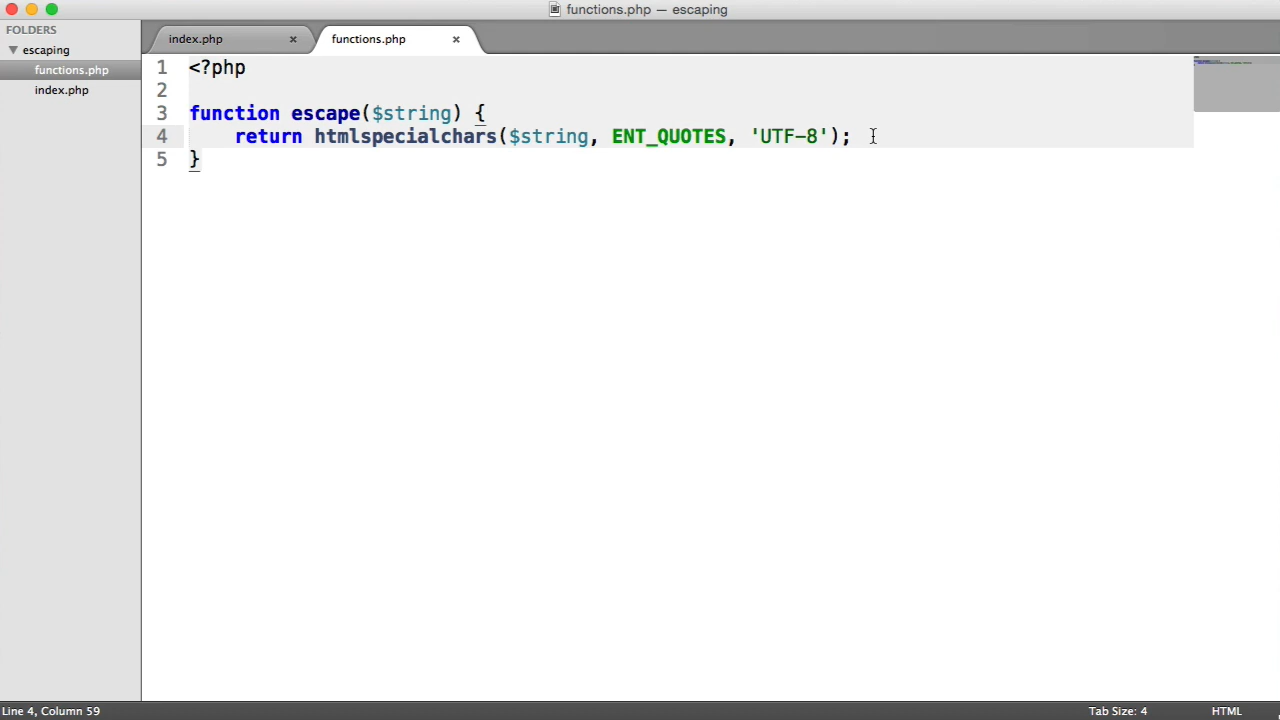 functions.php — escaping
FOLDERS
escaping
functions.php
index.php
index.php ×
functions.php ×
1 <?php
2
3 function escape($string) {
4     return htmlspecialchars($string, ENT_QUOTES, 'UTF-8');
5 }
Line 4, Column 59
Tab Size: 4
HTML